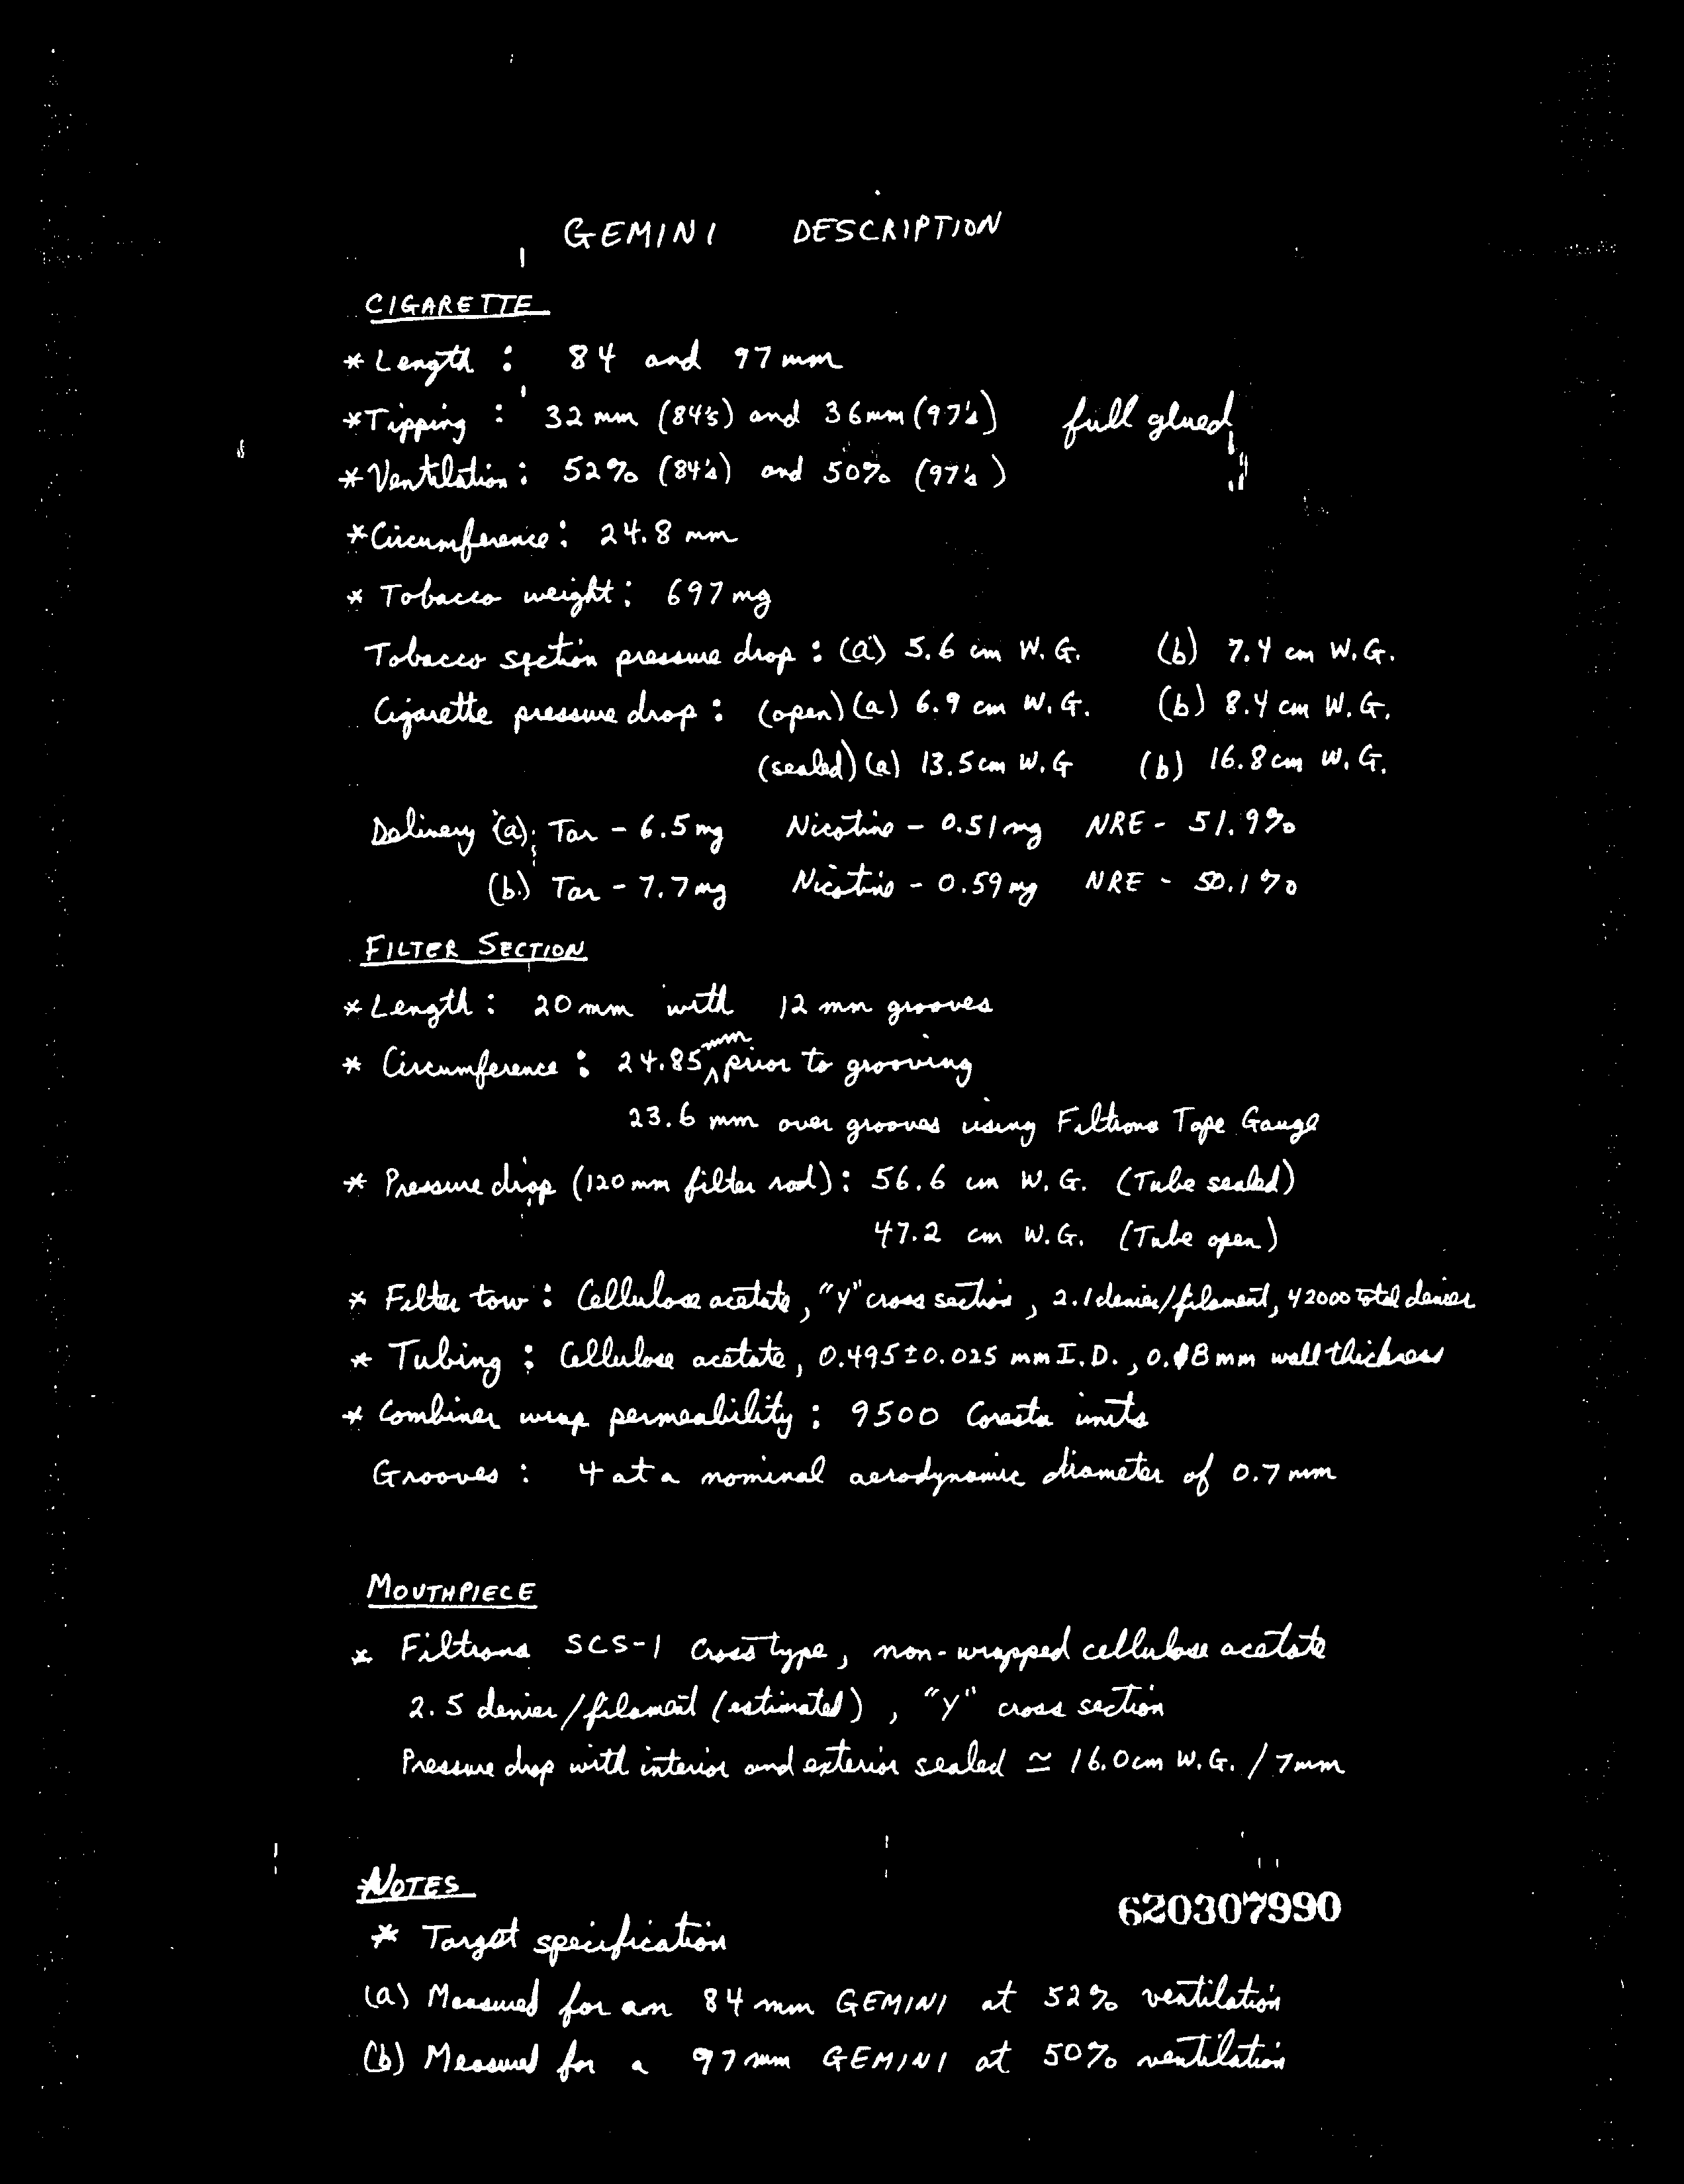 GEMINI DESCRIPTION
CIGARETTE
* Length : 84 and 97 mm
* Tipping : 32 mm (84's) and 36 mm (97's) full glued
* Ventilation : 52% (84's) and 50% (97's)
* Circumference : 24.8 mm
* Tobacco weight : 697 mg
Tobacco section pressure drop : (a) 5.6 cm W.G. (b) 7.4 cm W.G.
Cigarette pressure drop : (open) (a) 6.9 cm W.G. (b) 8.4 cm W.G.
(sealed) (a) 13.5 cm W.G (b) 16.8 cm W.G.
Delivery (a): Tar - 6.5 mg Nicotine - 0.51 mg NRE - 51.9%
(b.) Tar - 7.7 mg Nicotine - 0.59 mg NRE - 50.1%
FILTER SECTION
* Length : 20 mm with 12 mm grooves
* Circumference : 24.85 mm prior to grooving
23.6 mm over grooves using Filtrona Tape Gauge
* Pressure drop (120 mm filter rod) : 56.6 cm W.G. (Tube sealed)
47.2 cm W.G. (Tube open)
* Filter tow : Cellulose acetate, "Y" cross section, 2.1 denier/filament, 42000 total denier
* Tubing : Cellulose acetate, 0.495±0.025 mm I.D., 0.18 mm wall thickness
* Combiner wrap permeability : 9500 Coresta units
Grooves : 4 at a nominal aerodynamic diameter of 0.7 mm
MOUTHPIECE
* Filtrona SCS-1 Cross type, non-wrapped cellulose acetate
2.5 denier/filament (estimated), "Y" cross section
Pressure drop with interior and exterior sealed ≃ 16.0 cm W.G. / 7 mm
NOTES
620307990
* Target specification
(a) Measured for an 84 mm GEMINI at 52% ventilation
(b) Measured for a 97 mm GEMINI at 50% ventilation